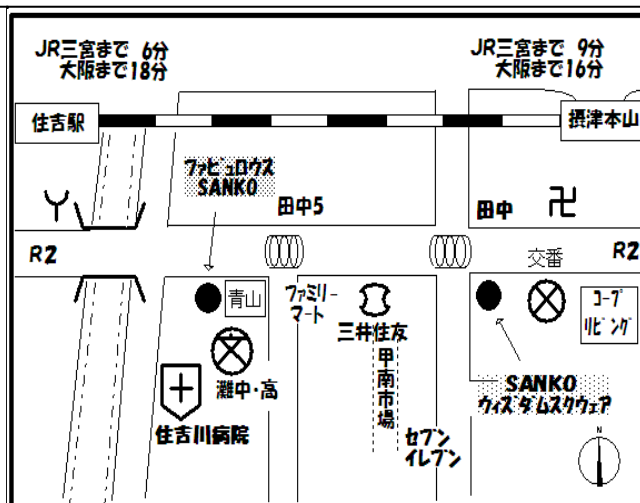 JR三宮まで 6分
大阪まで18分
JR三宮まで 9分
大阪まで16分
住吉駅
摂津本山
ファビュロウス
SANKO
田中5
田中
R2
交番
R2
青山
ファミリー
マート
三井住友
コープ
リビング
灘中・高
甲南市場
SANKO
ウィズダムスクウェア
住吉川病院
セブン
イレブン
N